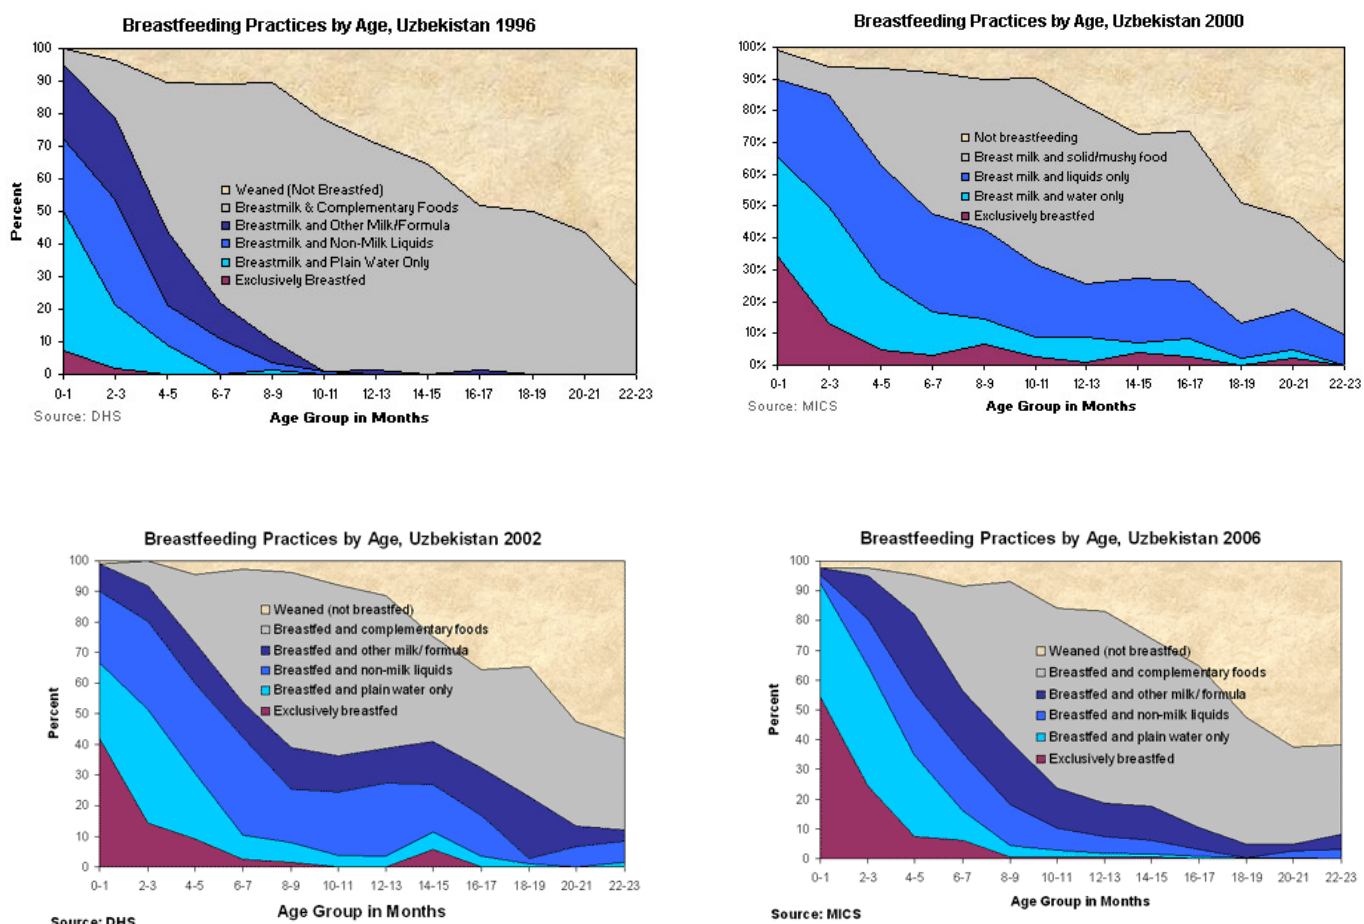 Breastfeeding Practices by Age, Uzbekistan 1996
100
90
80
70
60
50
40
30
20
10
0
Percent
Weaned (Not Breastfed)
Breastmilk & Complementary Foods
Breastmilk and Other Milk/Formula
Breastmilk and Non-Milk Liquids
Breastmilk and Plain Water Only
Exclusively Breastfed
0-1 2-3 4-5 6-7 8-9 10-11 12-13 14-15 16-17 18-19 20-21 22-23
Source: DHS
Age Group in Months
Breastfeeding Practices by Age, Uzbekistan 2000
100%
90%
80%
70%
60%
50%
40%
30%
20%
10%
0%
Not breastfeeding
Breast milk and solid/mushy food
Breast milk and liquids only
Breast milk and water only
Exclusively breastfed
0-1 2-3 4-5 6-7 8-9 10-11 12-13 14-15 16-17 18-19 20-21 22-23
Source: MICS
Age Group in Months
Breastfeeding Practices by Age, Uzbekistan 2002
100
90
80
70
60
50
40
30
20
10
0
Percent
Weaned (not breastfed)
Breastfed and complementary foods
Breastfed and other milk/ formula
Breastfed and non-milk liquids
Breastfed and plain water only
Exclusively breastfed
0-1 2-3 4-5 6-7 8-9 10-11 12-13 14-15 16-17 18-19 20-21 22-23
Age Group in Months
Source: DHS
Breastfeeding Practices by Age, Uzbekistan 2006
100
90
80
70
60
50
40
30
20
10
0
Percent
Weaned (not breastfed)
Breastfed and complementary foods
Breastfed and other milk/ formula
Breastfed and non-milk liquids
Breastfed and plain water only
Exclusively breastfed
0-1 2-3 4-5 6-7 8-9 10-11 12-13 14-15 16-17 18-19 20-21 22-23
Age Group in Months
Source: MICS